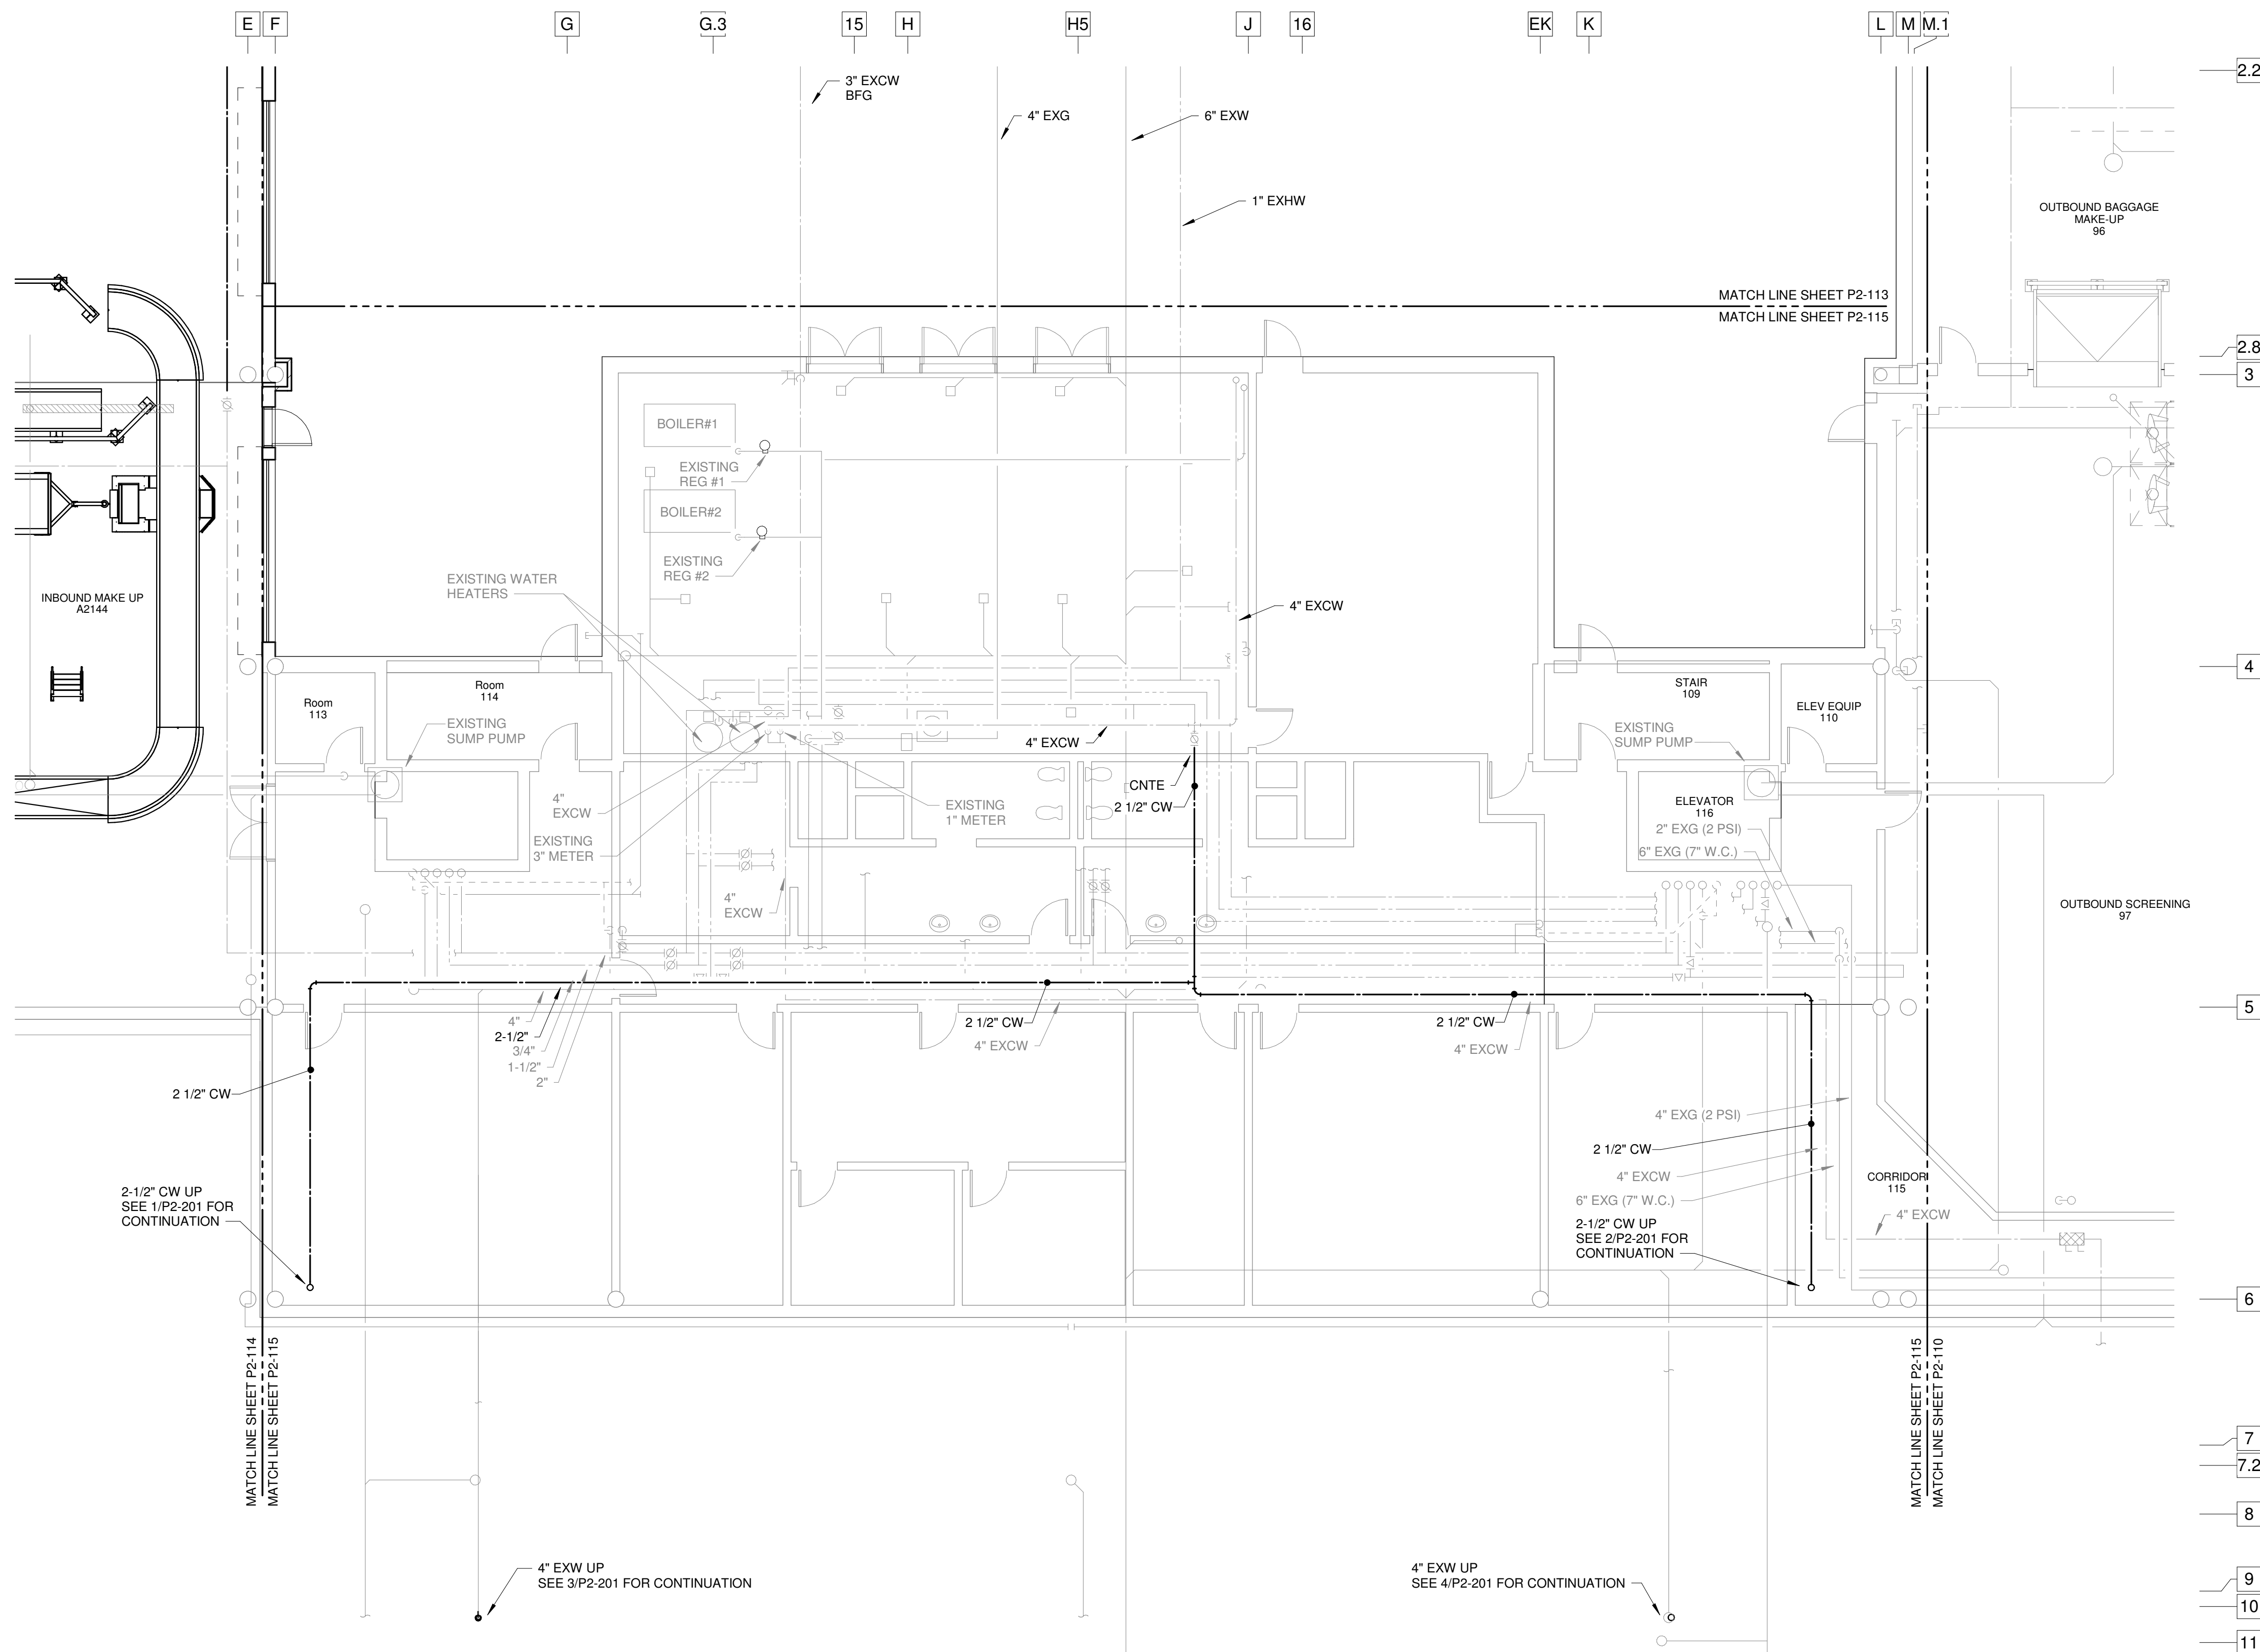 E
F
G
G.3
15
H
H5
J
16
EK
K
L
M
M.1
2.2
3" EXCW
BFG
4" EXG
6" EXW
1" EXHW
OUTBOUND BAGGAGE
MAKE-UP
96
MATCH LINE SHEET P2-113
MATCH LINE SHEET P2-115
2.8
3
BOILER#1
EXISTING
REG #1
BOILER#2
EXISTING
REG #2
EXISTING WATER
HEATERS
INBOUND MAKE UP
A2144
4" EXCW
4
Room
113
Room
114
EXISTING
SUMP PUMP
STAIR
109
ELEV EQUIP
110
EXISTING
SUMP PUMP
4" EXCW
CNTE
2 1/2" CW
4"
EXCW
EXISTING
1" METER
EXISTING
3" METER
ELEVATOR
116
2" EXG (2 PSI)
6" EXG (7" W.C.)
4"
EXCW
OUTBOUND SCREENING
97
5
4"
2-1/2"
3/4"
1-1/2"
2"
2 1/2" CW
4" EXCW
2 1/2" CW
4" EXCW
2 1/2" CW
4" EXG (2 PSI)
2 1/2" CW
4" EXCW
6" EXG (7" W.C.)
CORRIDOR
115
4" EXCW
2-1/2" CW UP
SEE 1/P2-201 FOR
CONTINUATION
2-1/2" CW UP
SEE 2/P2-201 FOR
CONTINUATION
6
MATCH LINE SHEET P2-114
MATCH LINE SHEET P2-115
MATCH LINE SHEET P2-115
MATCH LINE SHEET P2-110
7
7.2
8
4" EXW UP
SEE 3/P2-201 FOR CONTINUATION
4" EXW UP
SEE 4/P2-201 FOR CONTINUATION
9
10
11